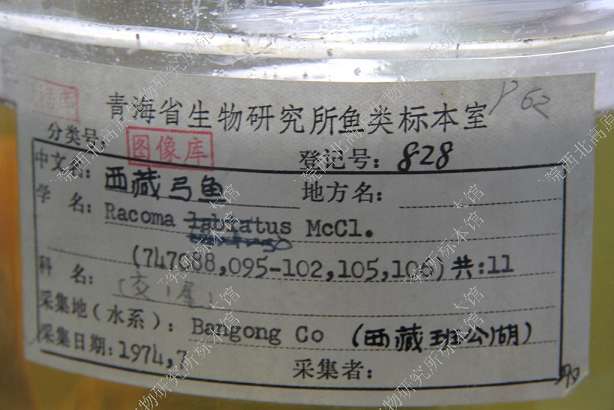 青海省生物研究所鱼类标本室
P 62
分类号:
图像库
登记号: 828
中文名: 西藏弓鱼
地方名:
学名: Racoma labiatus McCl.
(747088,095-102,105,106)共:11
科名:
采集地(水系): Bangong Co (西藏班公湖)
采集日期: 1974,7
采集者: